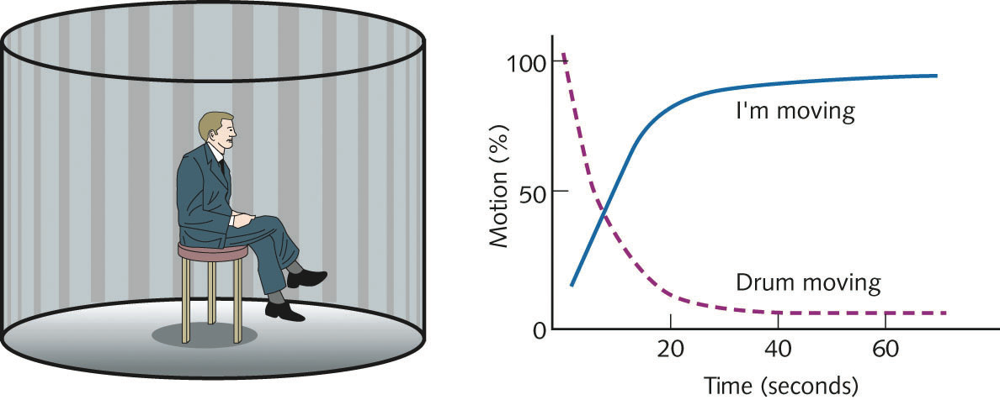 100
50
0
Motion (%)
I'm moving
Drum moving
20
40
60
Time (seconds)